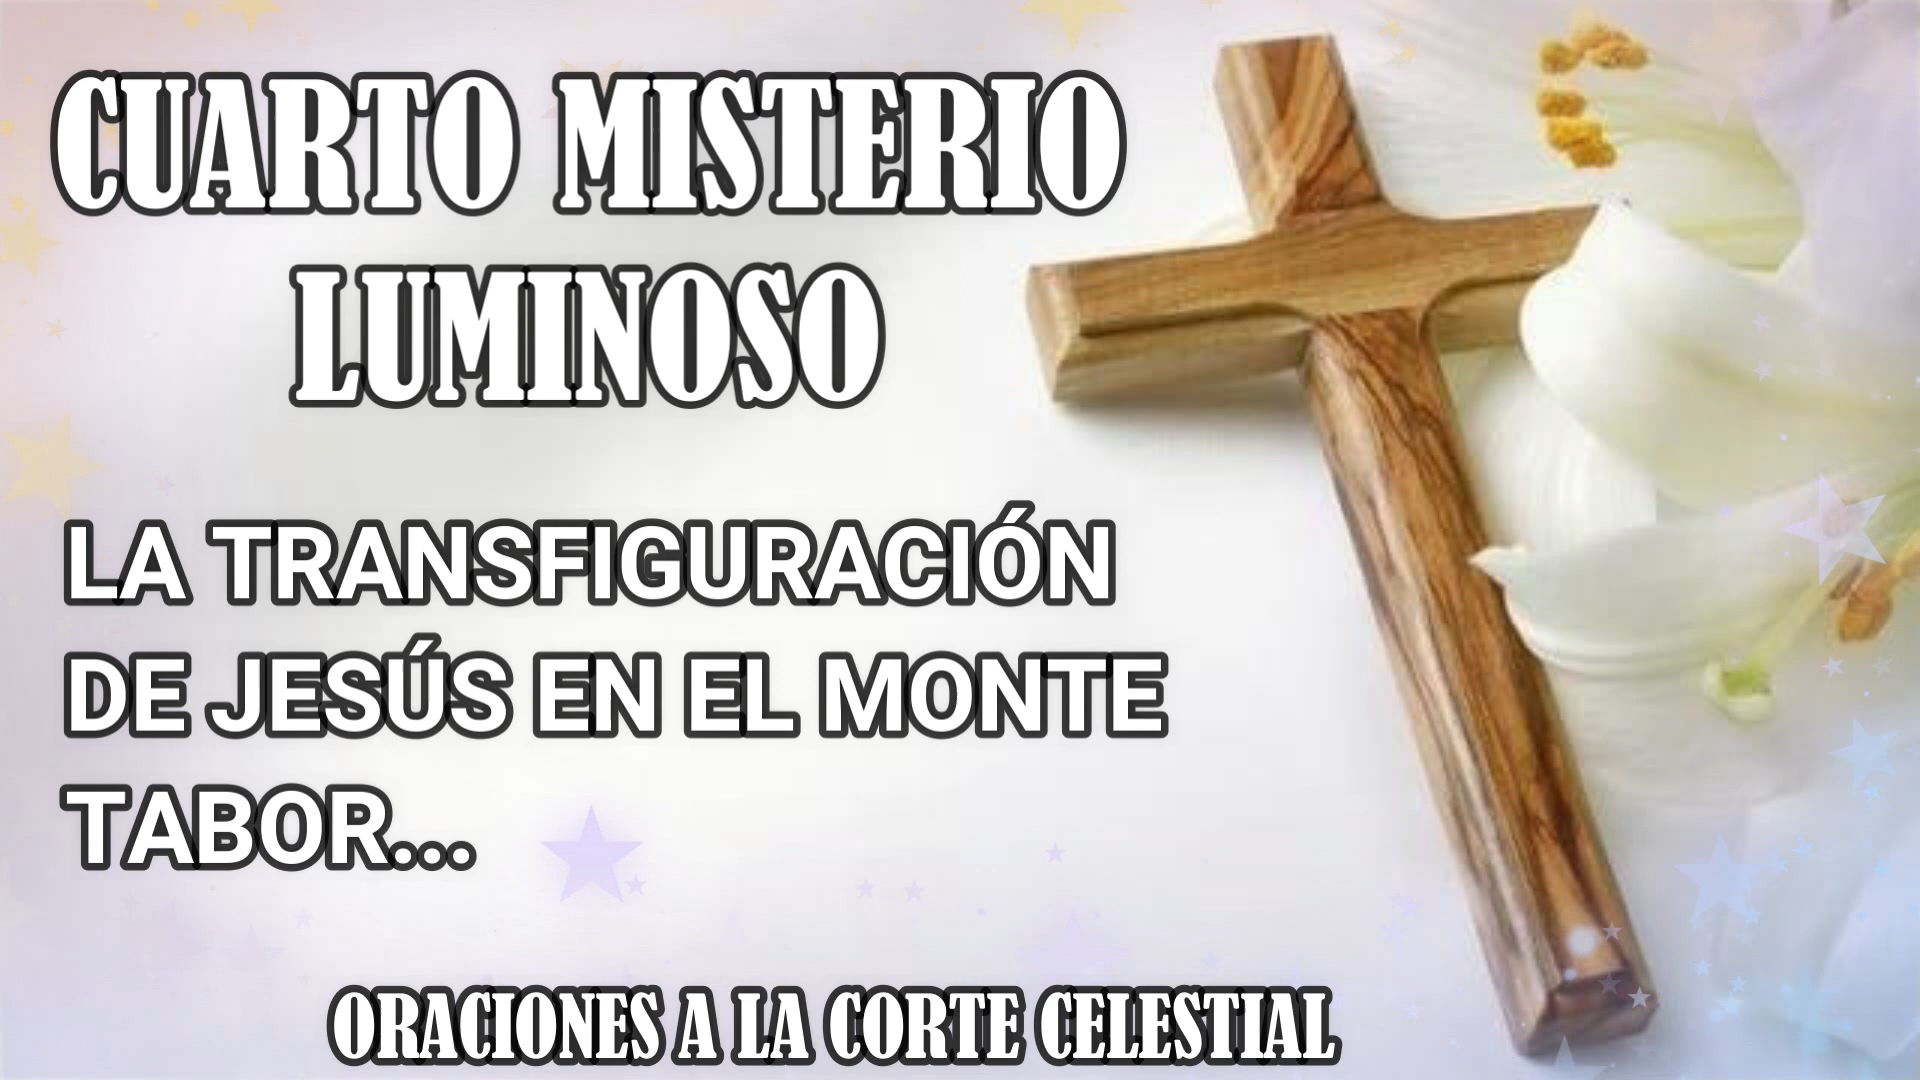 CUARTO MISTERIO
LUMINOSO
LA TRANSFIGURACIÓN
DE JESÚS EN EL MONTE
TABOR...
ORACIONES A LA CORTE CELESTIAL